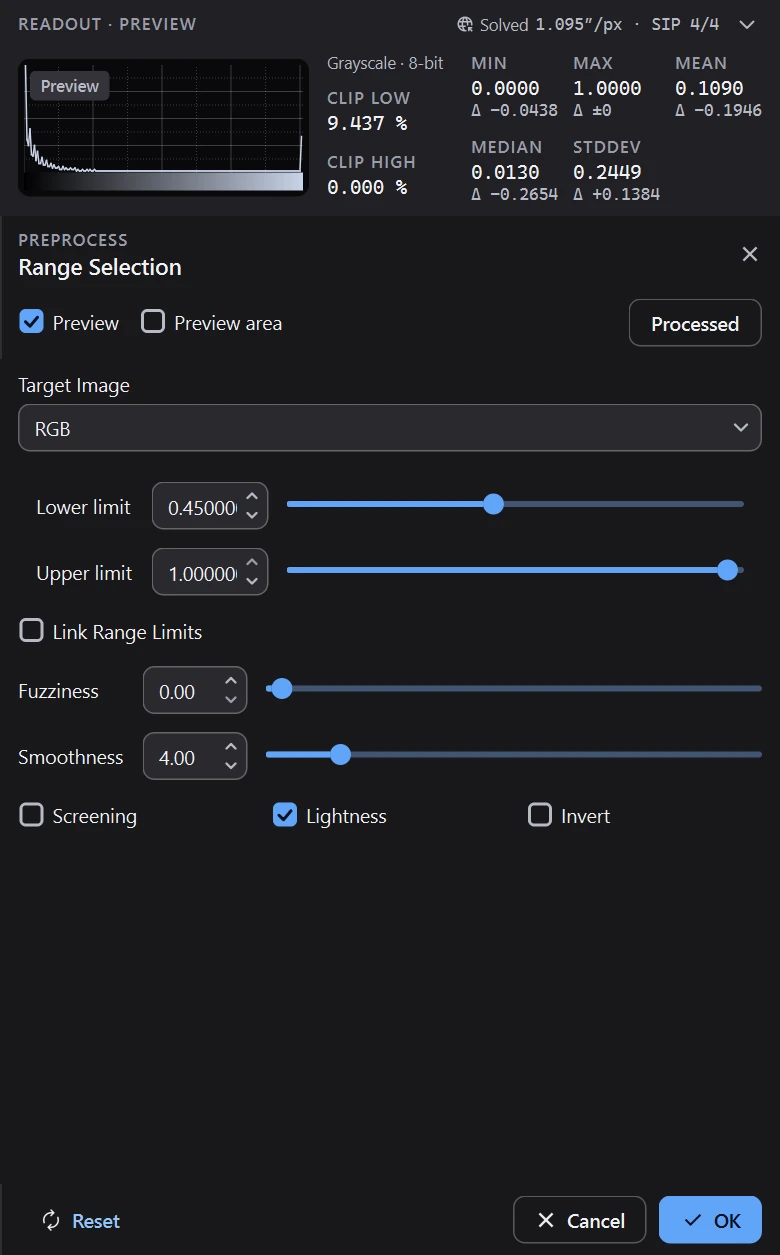 READOUT · PREVIEW
Solved 1.095″/px · SIP 4/4
Preview
Grayscale · 8-bit
CLIP LOW
9.437 %
CLIP HIGH
0.000 %
MIN
0.0000
Δ −0.0438
MAX
1.0000
Δ ±0
MEAN
0.1090
Δ −0.1946
MEDIAN
0.0130
Δ −0.2654
STDDEV
0.2449
Δ +0.1384
PREPROCESS
Range Selection
Preview
Preview area
Processed
Target Image
RGB
Lower limit 0.45000
Upper limit 1.00000
Link Range Limits
Fuzziness 0.00
Smoothness 4.00
Screening Lightness Invert
Reset Cancel OK